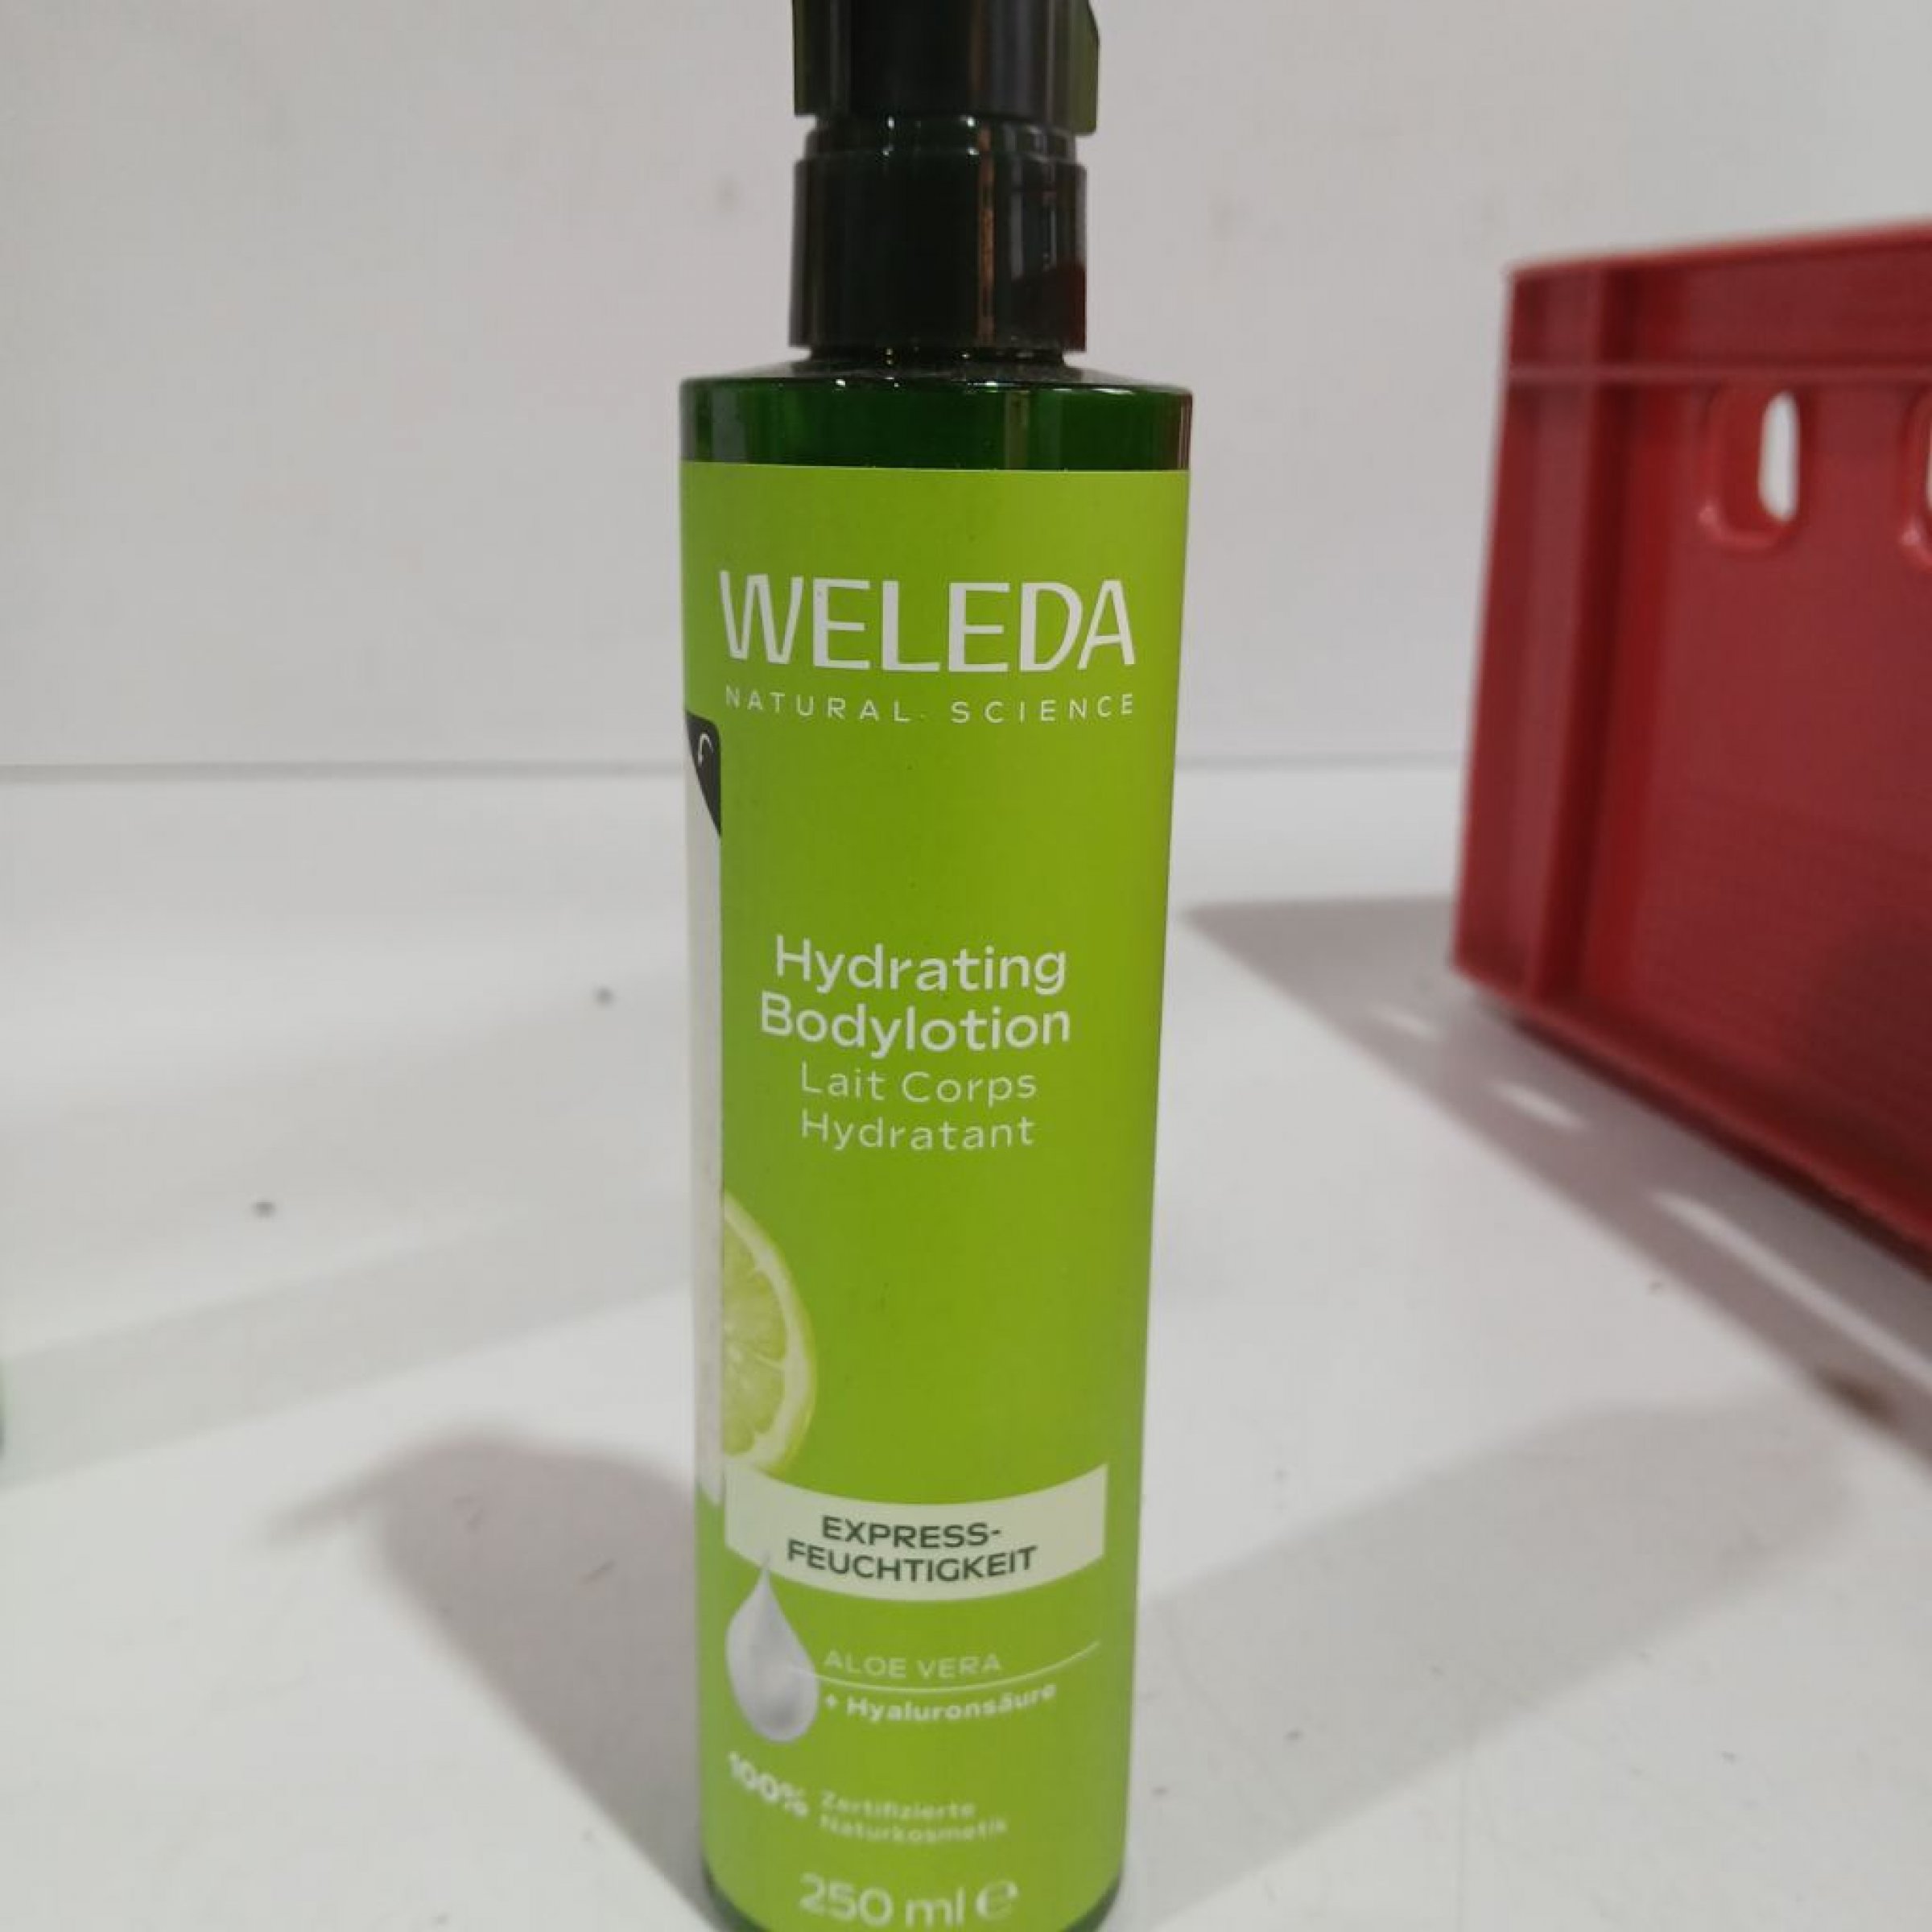 WELEDA
NATURAL SCIENCE
Hydrating
Bodylotion
Lait Corps
Hydratant
EXPRESS-
FEUCHTIGKEIT
ALOE VERA
+ Hyaluronsäure
100% Zertifizierte
Naturkosmetik
250 ml ℮